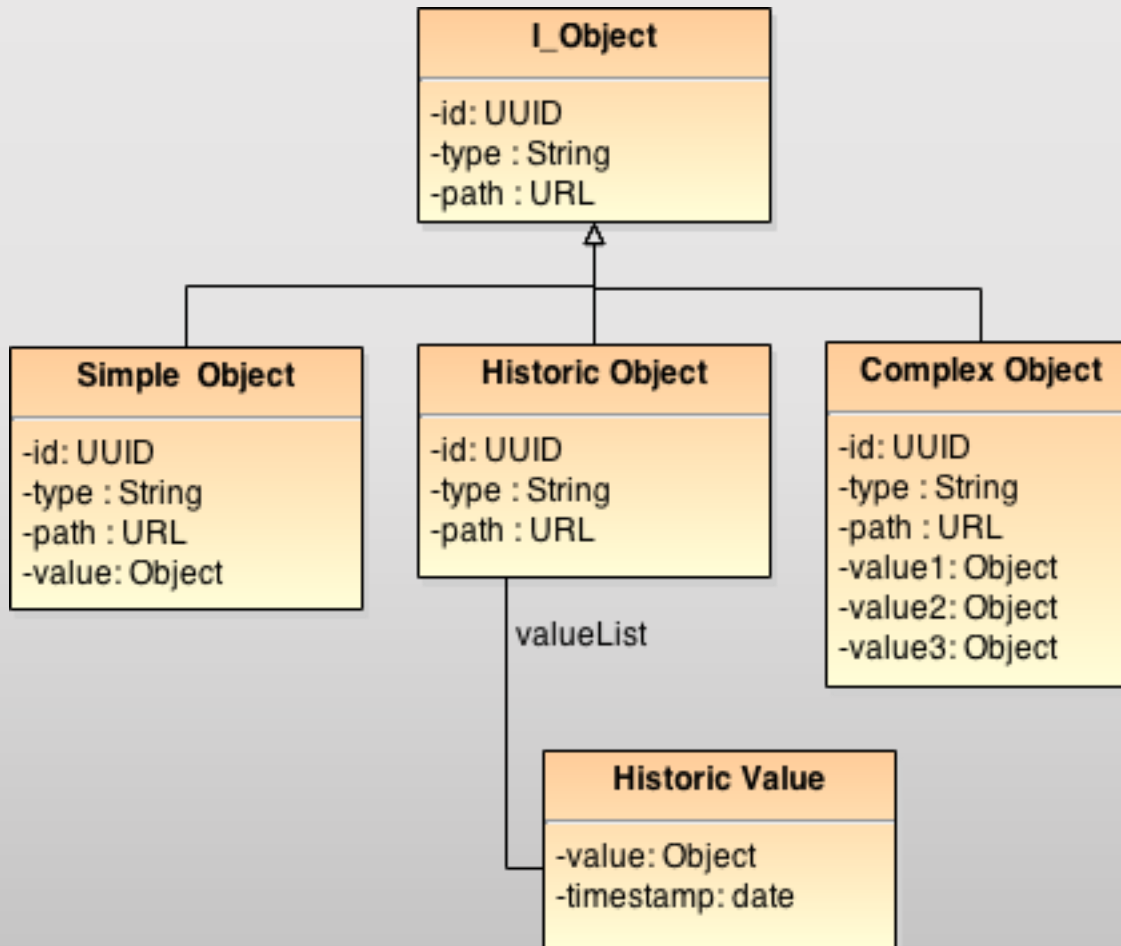 I_Object
-id: UUID
-type : String
-path : URL
Simple  Object
-id: UUID
-type : String
-path : URL
-value: Object
Historic Object
-id: UUID
-type : String
-path : URL
Complex Object
-id: UUID
-type : String
-path : URL
-value1: Object
-value2: Object
-value3: Object
valueList
Historic Value
-value: Object
-timestamp: date